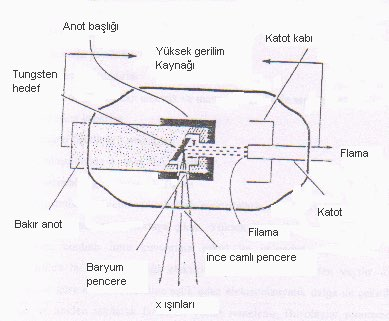 Anot başlığı
Yüksek gerilim
Kaynağı
Katot kabı
Tungsten
hedef
Flama
Bakır anot
Katot
Filama
Baryum
pencere
ince camlı pencere
x ışınları